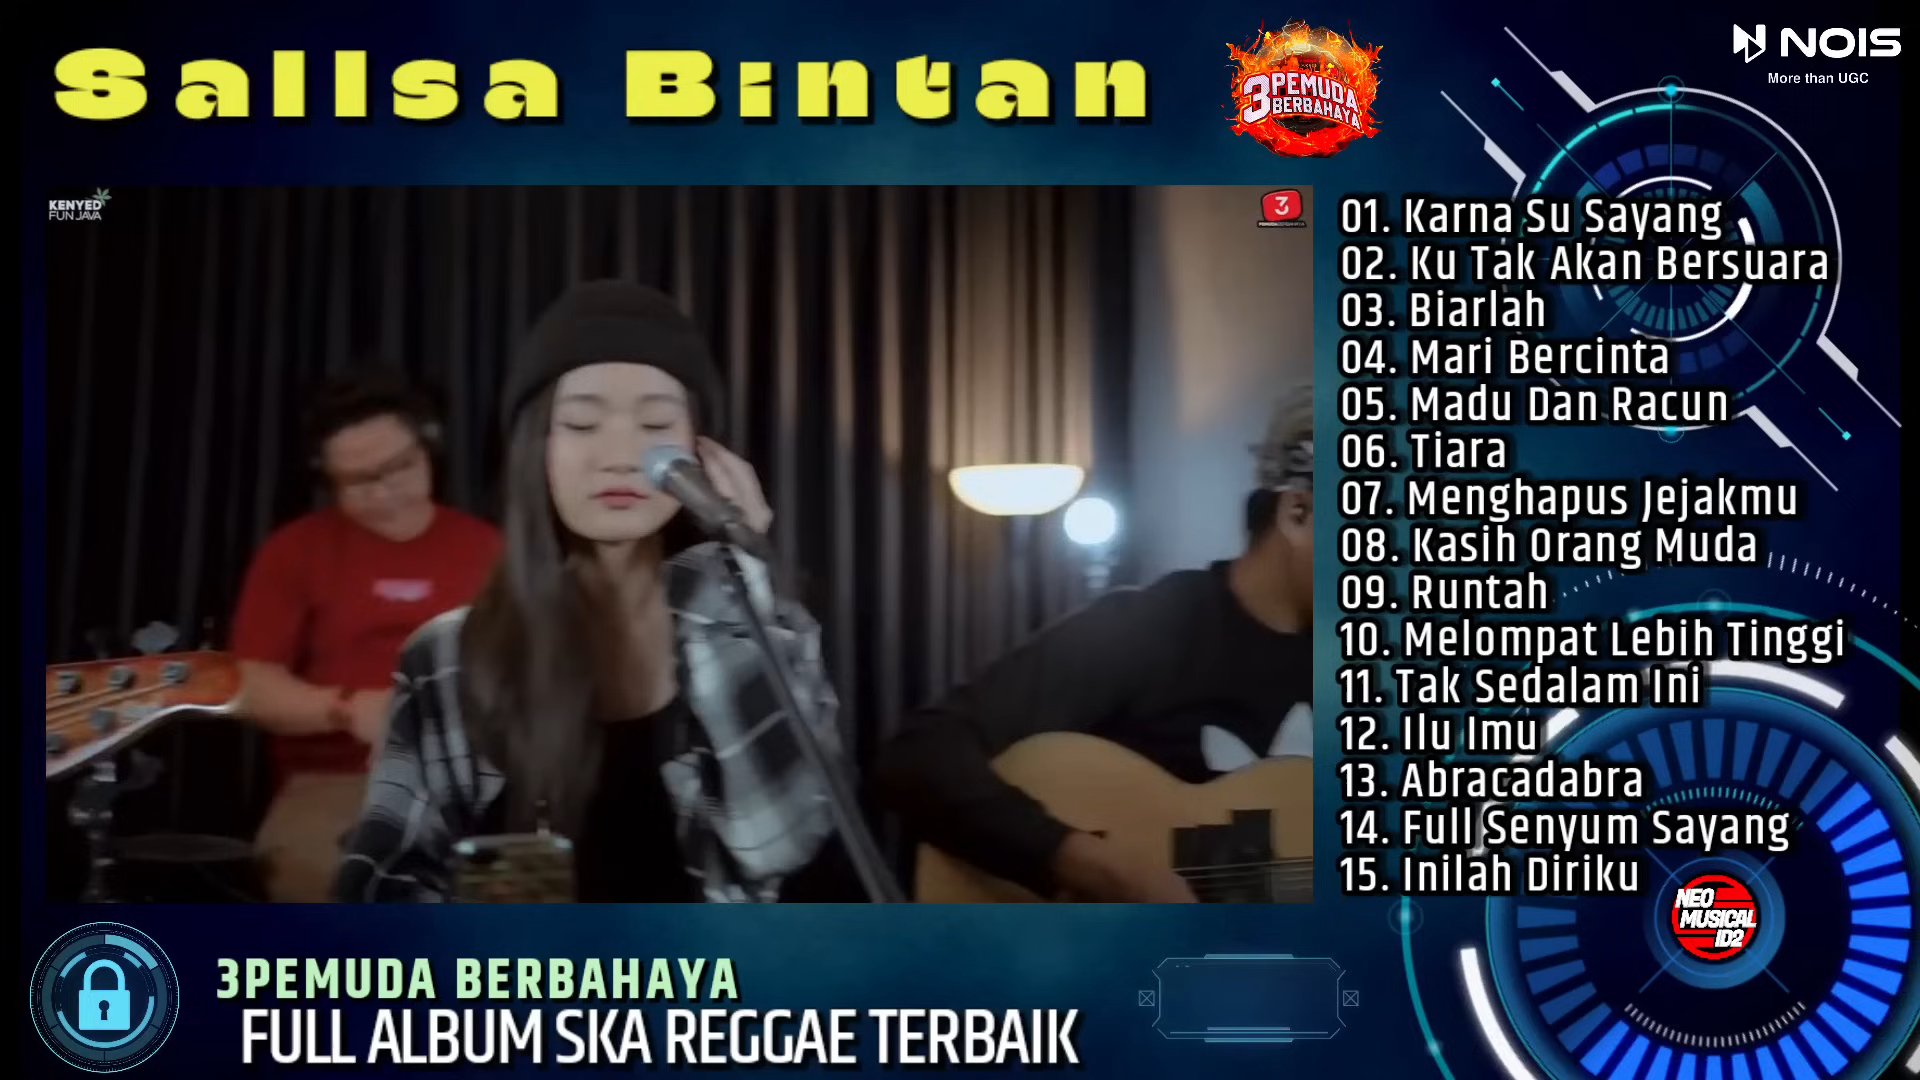 Sallsa Bintan
3PEMUDA
BERBAHAYA
NOIS
More than UGC
KENYED
FUN JAVA
3
01. Karna Su Sayang
02. Ku Tak Akan Bersuara
03. Biarlah
04. Mari Bercinta
05. Madu Dan Racun
06. Tiara
07. Menghapus Jejakmu
08. Kasih Orang Muda
09. Runtah
10. Melompat Lebih Tinggi
11. Tak Sedalam Ini
12. Ilu Imu
13. Abracadabra
14. Full Senyum Sayang
15. Inilah Diriku
NEO
MUSICAL
ID2
3PEMUDA BERBAHAYA
FULL ALBUM SKA REGGAE TERBAIK